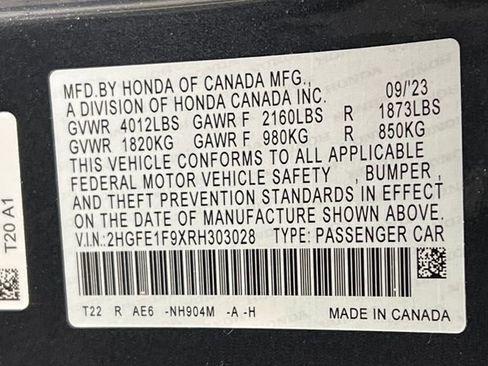 MFD.BY HONDA OF CANADA MFG.,
A DIVISION OF HONDA CANADA INC. 09/'23
GVWR 4012LBS GAWR F 2160LBS R 1873LBS
GVWR 1820KG GAWR F 980KG R 850KG
THIS VEHICLE CONFORMS TO ALL APPLICABLE
FEDERAL MOTOR VEHICLE SAFETY , BUMPER ,
AND THEFT PREVENTION STANDARDS IN EFFECT
ON THE DATE OF MANUFACTURE SHOWN ABOVE.
V.I.N:2HGFE1F9XRH303028 TYPE: PASSENGER CAR
T22 R AE6 -NH904M -A -H MADE IN CANADA
T20 A1